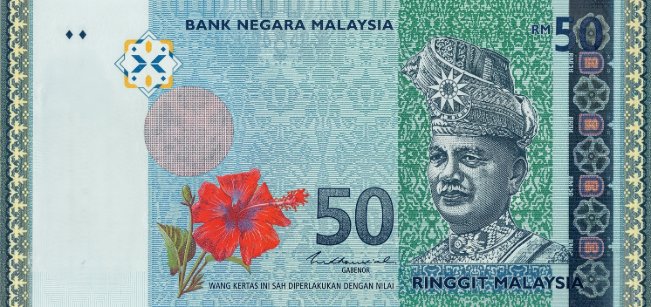 BANK NEGARA MALAYSIA
RM 50
50
GABENOR
WANG KERTAS INI SAH DIPERLAKUKAN DENGAN NILAI
RINGGIT MALAYSIA